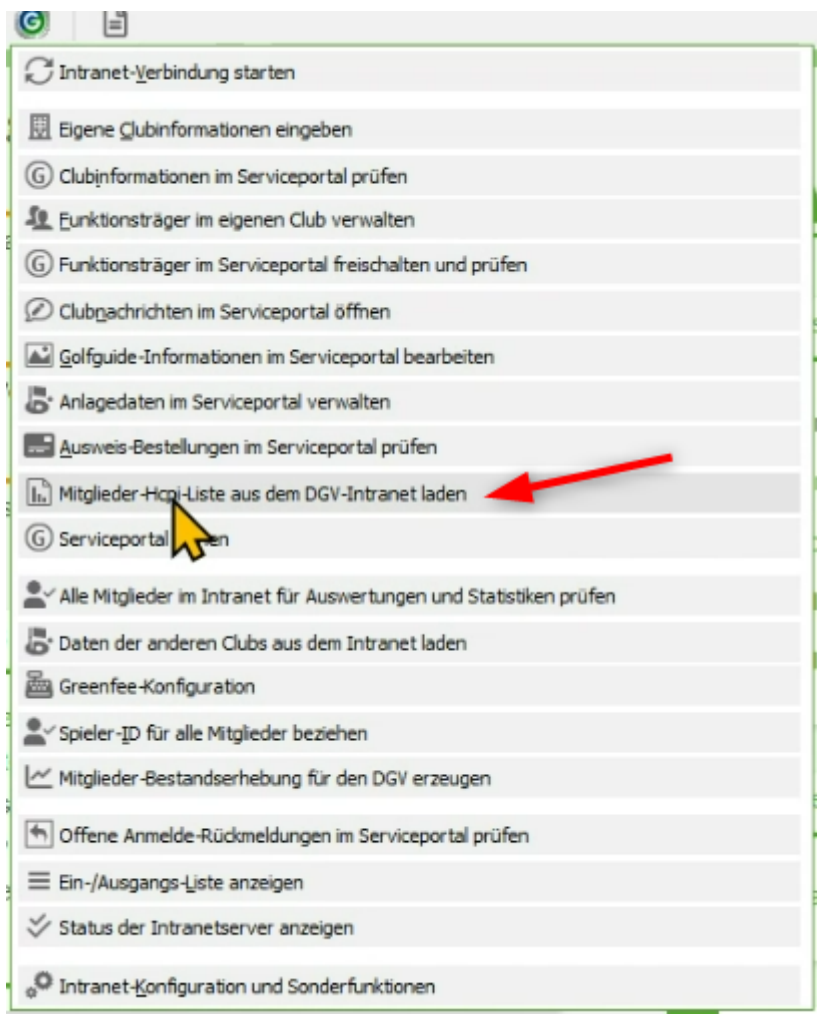 G
Intranet-Verbindung starten
Eigene Clubinformationen eingeben
G Clubinformationen im Serviceportal prüfen
Funktionsträger im eigenen Club verwalten
G Funktionsträger im Serviceportal freischalten und prüfen
Clubnachrichten im Serviceportal öffnen
Golfguide-Informationen im Serviceportal bearbeiten
Anlagedaten im Serviceportal verwalten
Ausweis-Bestellungen im Serviceportal prüfen
Mitglieder-Hcpi-Liste aus dem DGV-Intranet laden
G Serviceportal
Alle Mitglieder im Intranet für Auswertungen und Statistiken prüfen
Daten der anderen Clubs aus dem Intranet laden
Greenfee-Konfiguration
Spieler-ID für alle Mitglieder beziehen
Mitglieder-Bestandserhebung für den DGV erzeugen
Offene Anmelde-Rückmeldungen im Serviceportal prüfen
Ein-/Ausgangs-Liste anzeigen
Status der Intranetserver anzeigen
Intranet-Konfiguration und Sonderfunktionen